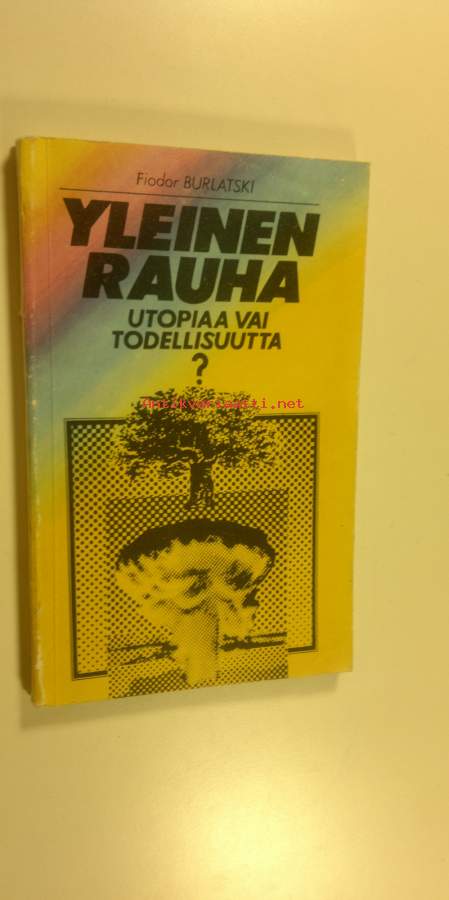 Fiodor BURLATSKI
YLEINEN
RAUHA
UTOPIAA VAI
TODELLISUUTTA
?
Antikvariaatti.net